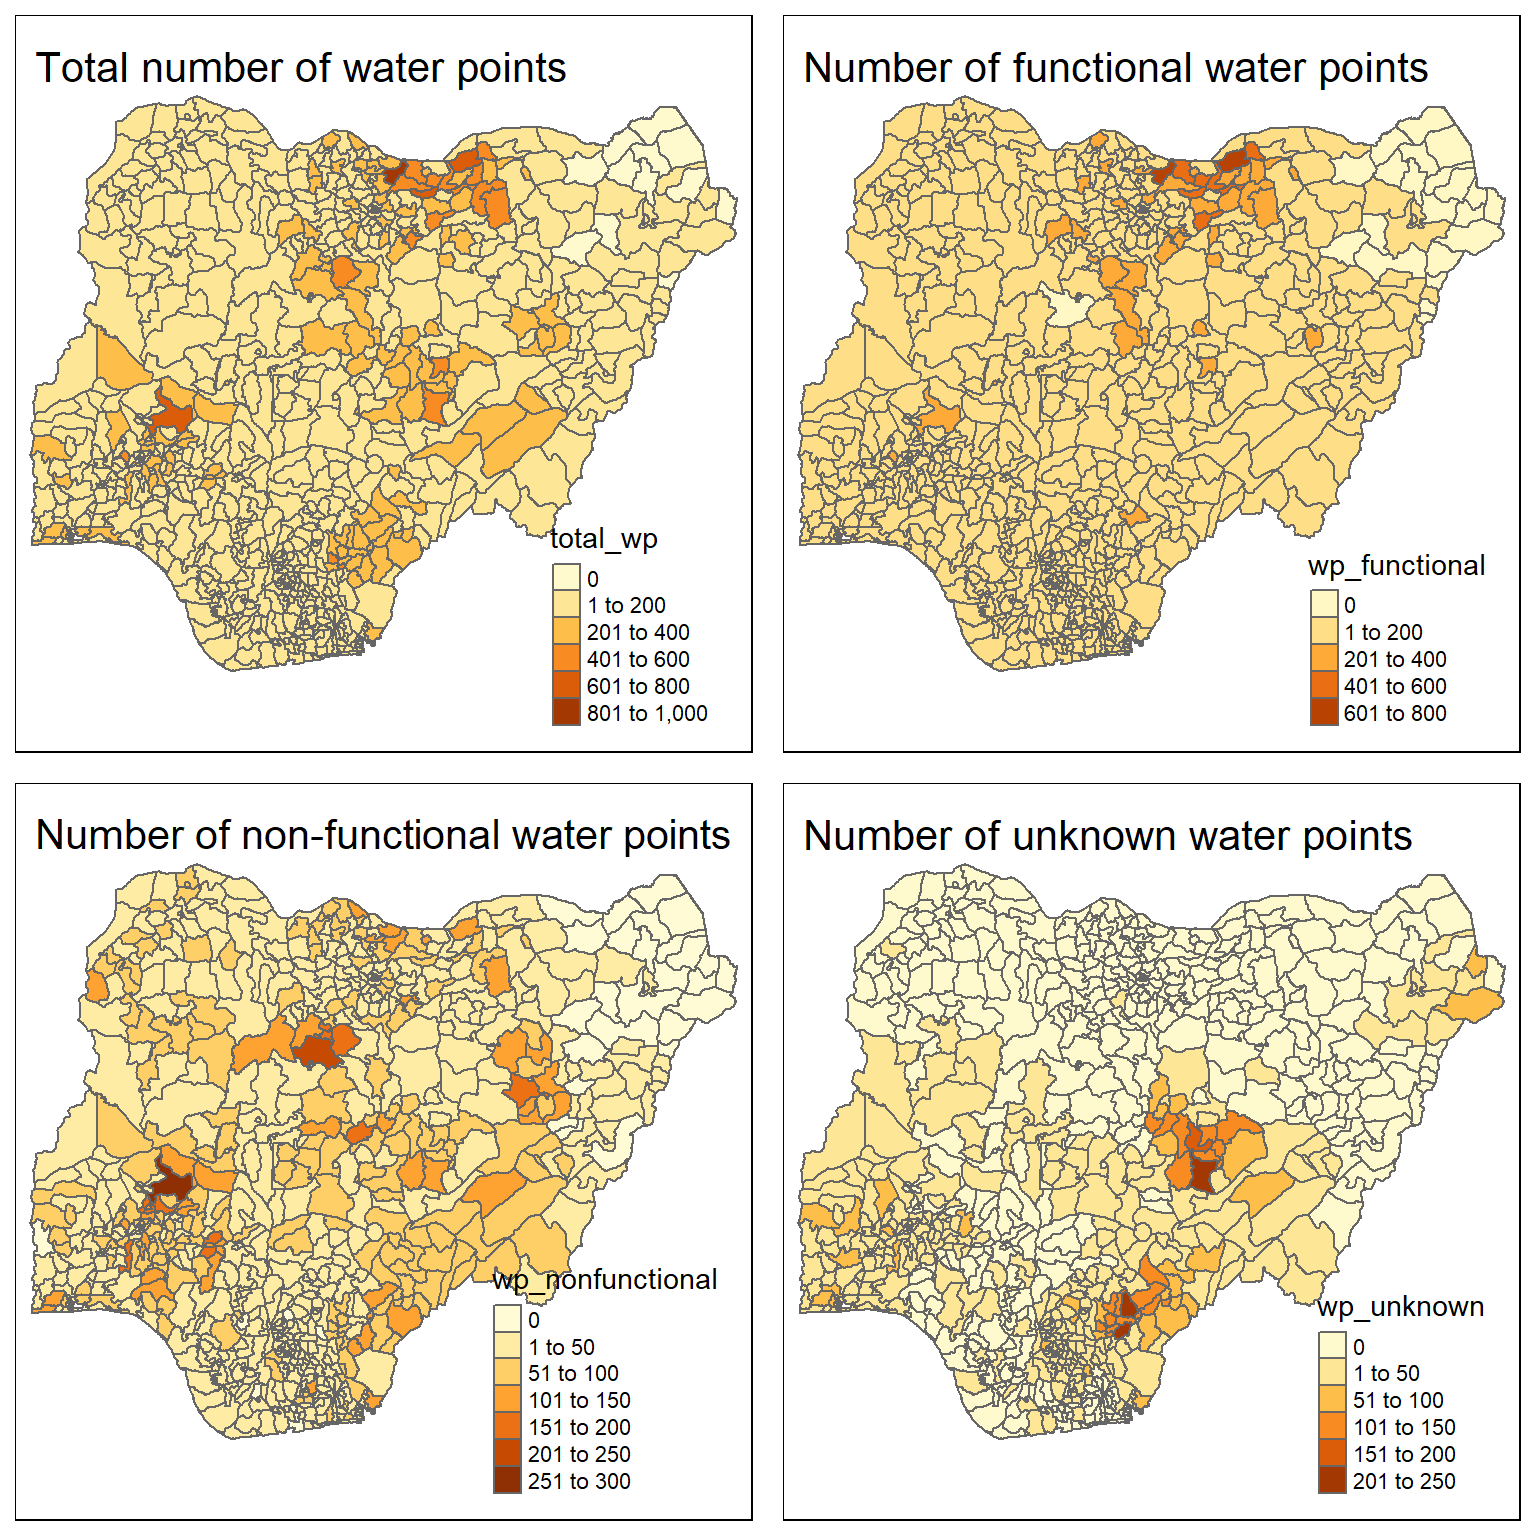 Total number of water points
total_wp
0
1 to 200
201 to 400
401 to 600
601 to 800
801 to 1,000
Number of functional water points
wp_functional
0
1 to 200
201 to 400
401 to 600
601 to 800
Number of non-functional water points
wp_nonfunctional
0
1 to 50
51 to 100
101 to 150
151 to 200
201 to 250
251 to 300
Number of unknown water points
wp_unknown
0
1 to 50
51 to 100
101 to 150
151 to 200
201 to 250